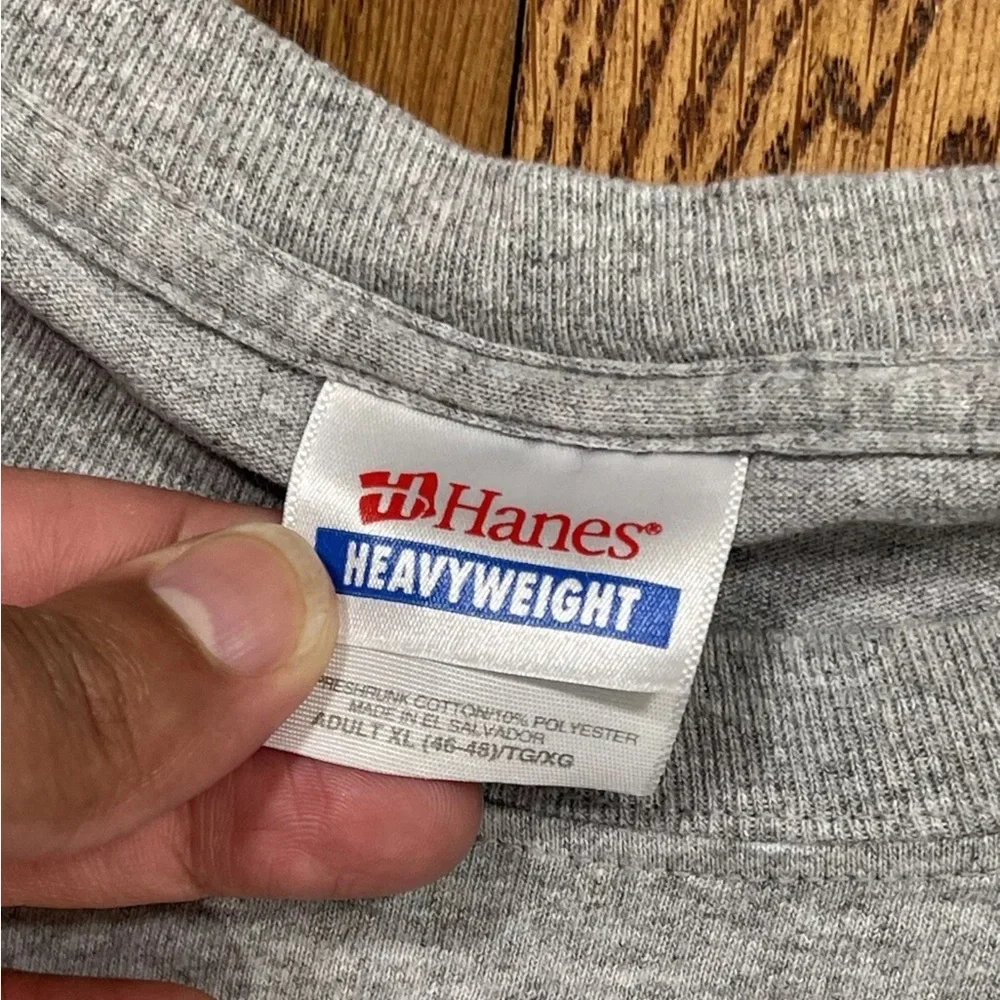 H Hanes®
HEAVYWEIGHT
PRESHRUNK COTTON/10% POLYESTER
MADE IN EL SALVADOR
ADULT XL (46-48)/TG/XG